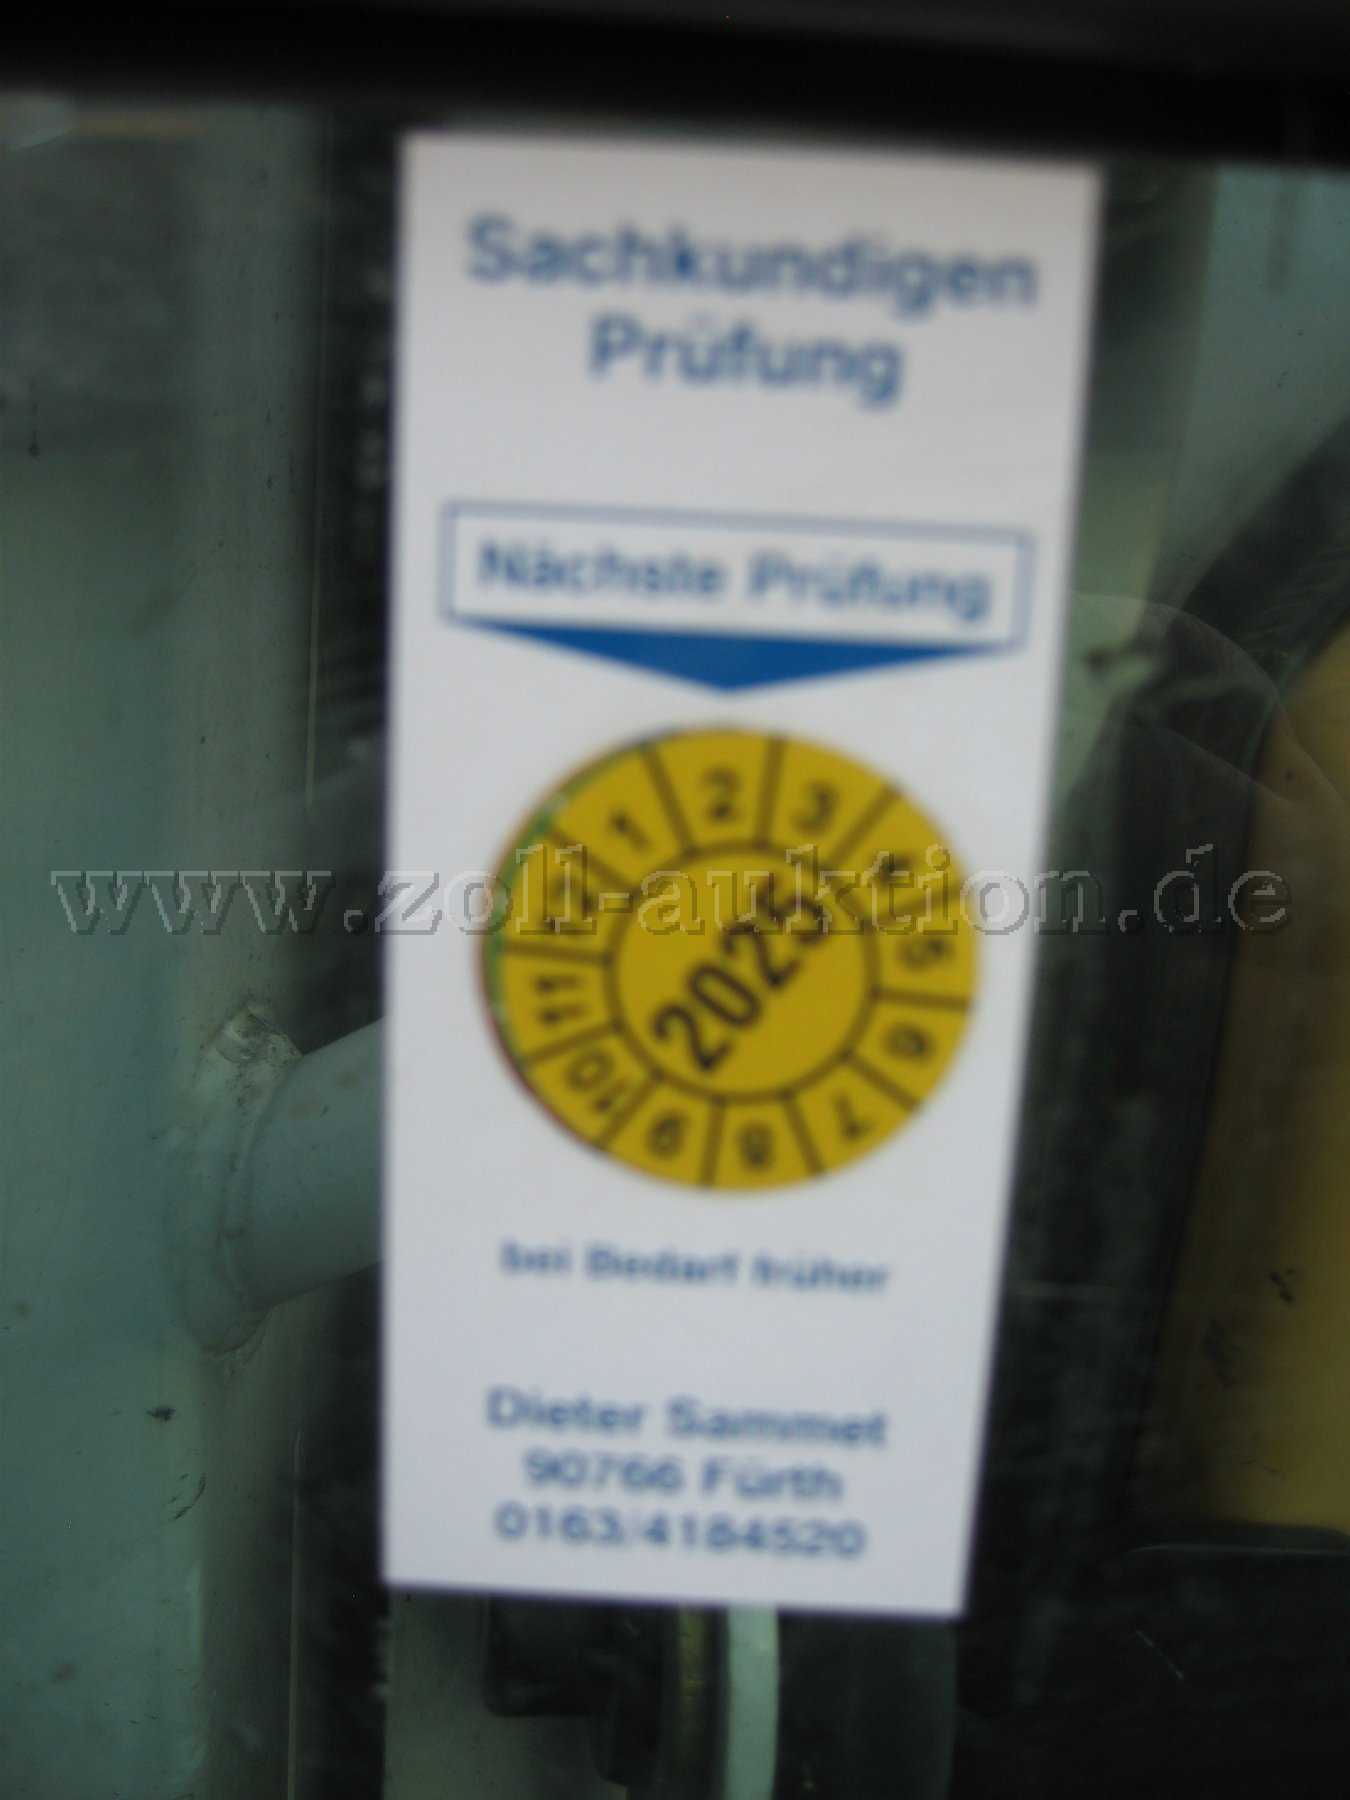 Sachkundigen
Prüfung
Nächste Prüfung
1 2 3 4 5 6 7 8 9 10 11 12
2025
www.zoll-auktion.de
bei Bedarf früher
Dieter Sammet
90766 Fürth
0163/4184520